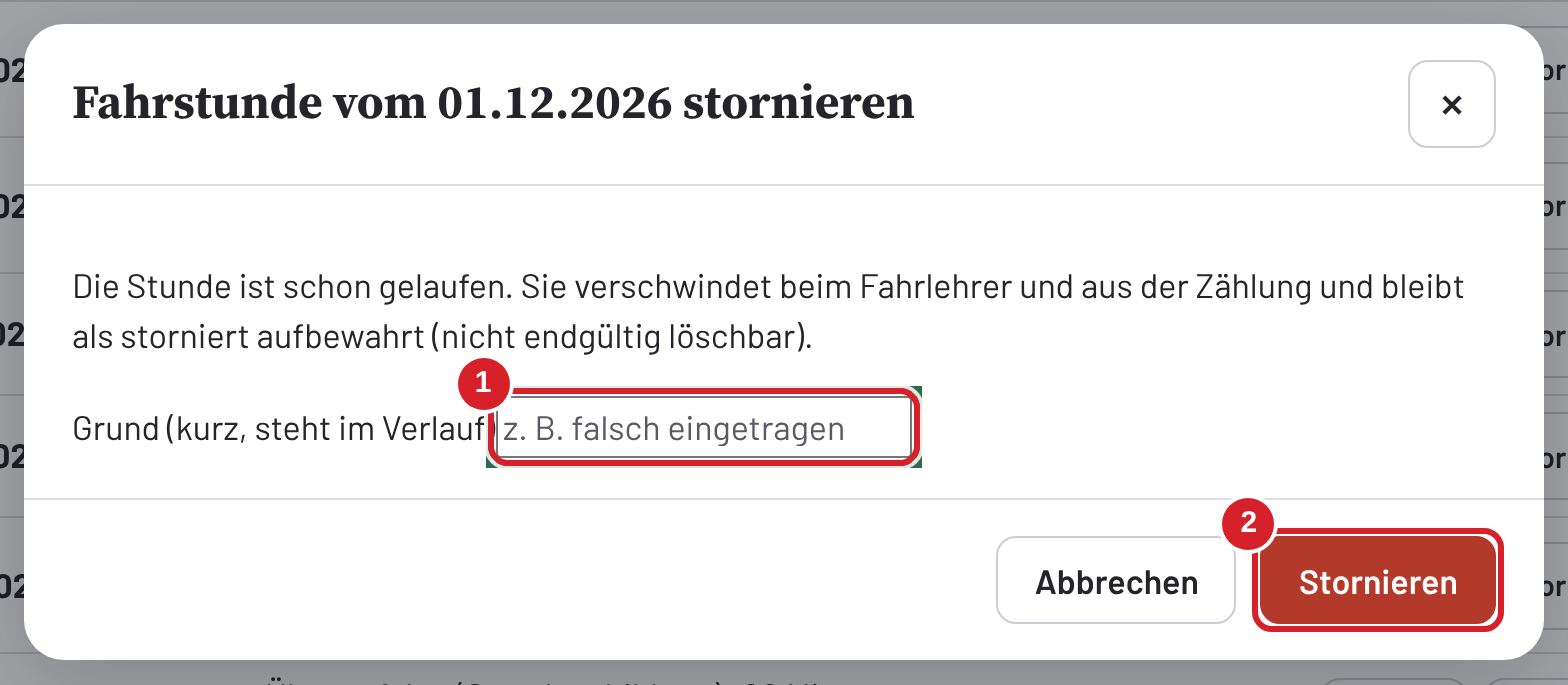 Fahrstunde vom 01.12.2026 stornieren
×
Die Stunde ist schon gelaufen. Sie verschwindet beim Fahrlehrer und aus der Zählung und bleibt
als storniert aufbewahrt (nicht endgültig löschbar).
1
Grund (kurz, steht im Verlauf) z. B. falsch eingetragen
2
Abbrechen Stornieren